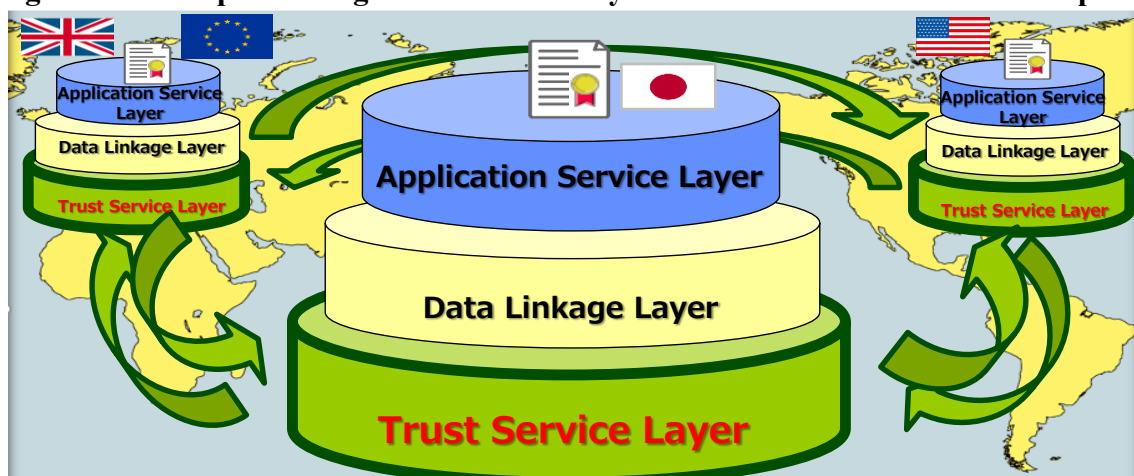 Application Service
Layer
Data Linkage Layer
Trust Service Layer
Application Service Layer
Data Linkage Layer
Trust Service Layer
Application Service
Layer
Data Linkage Layer
Trust Service Layer